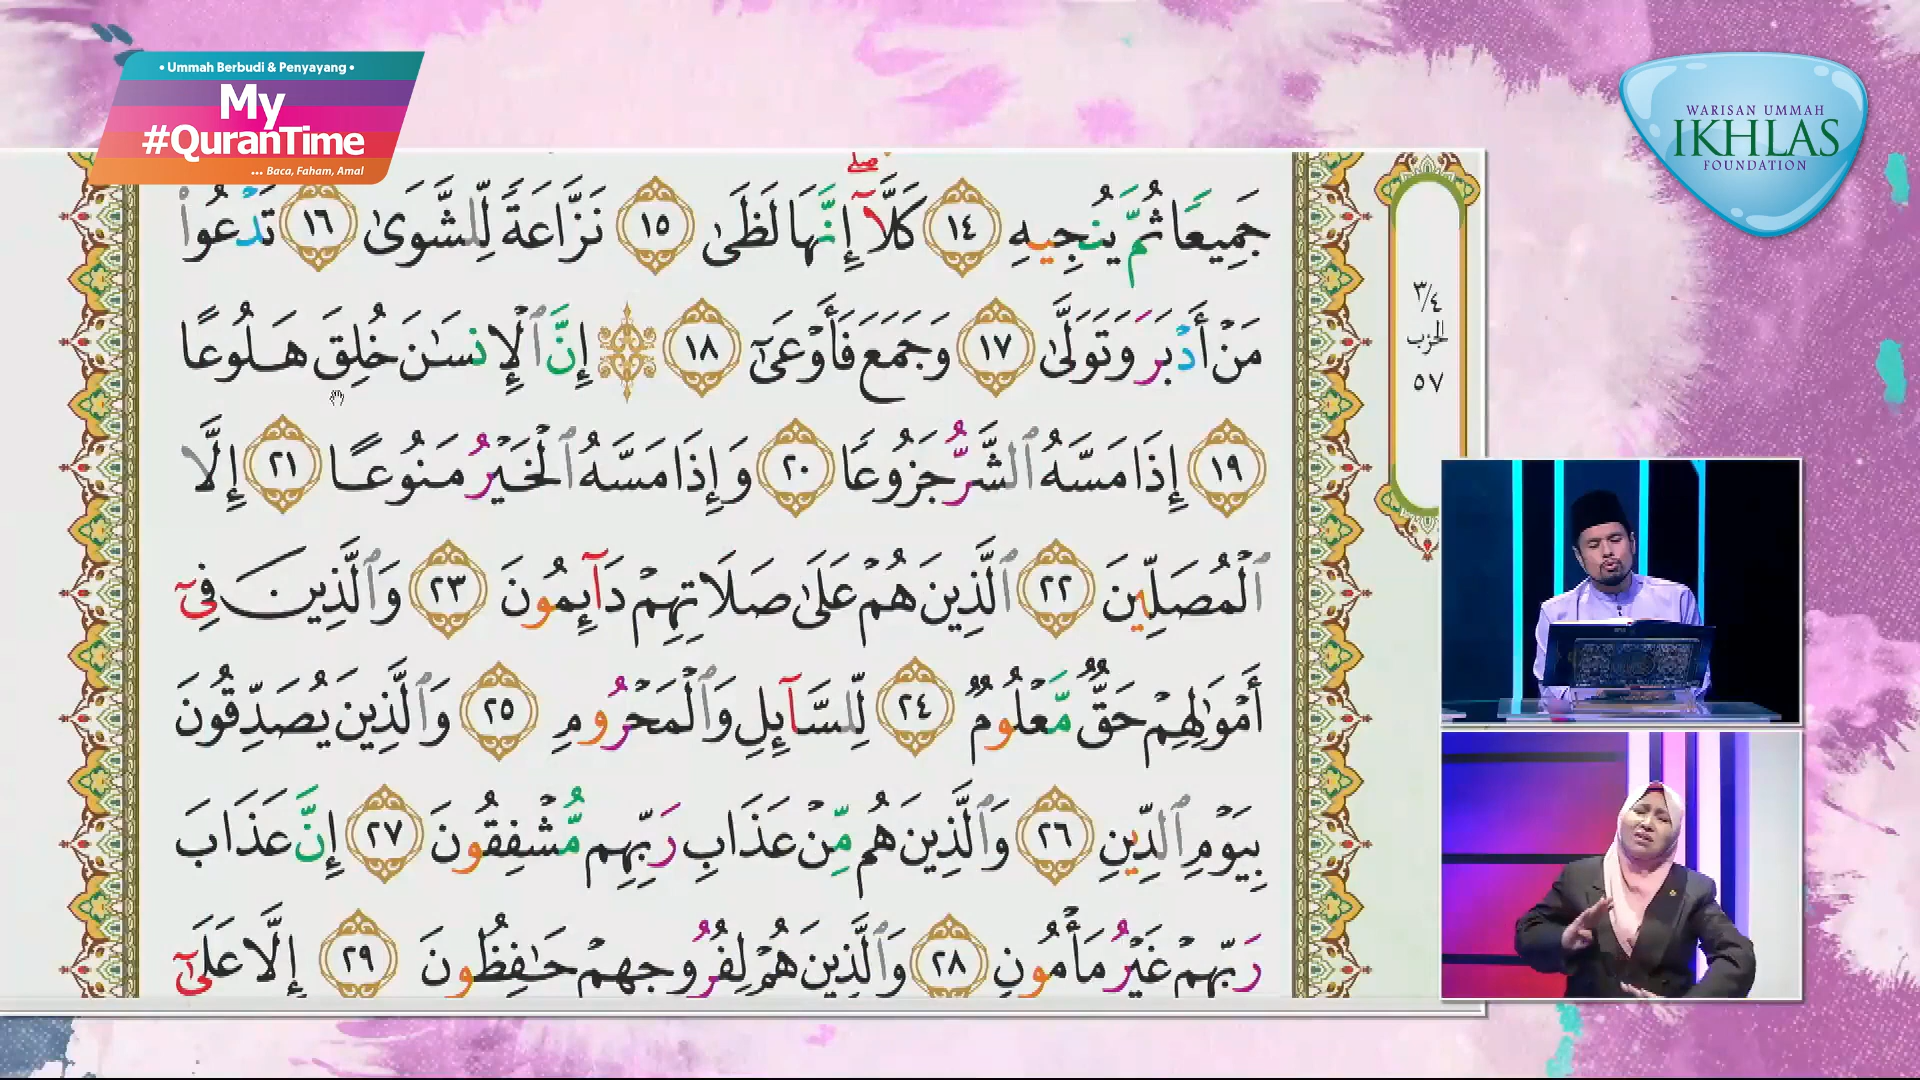 • Ummah Berbudi & Penyayang •
My
#QuranTime
... Baca, Faham, Amal
WARISAN UMMAH
IKHLAS
FOUNDATION
صلے
جَمِيعًا ثُمَّ يُنجِيهِ ١٤ كَلَّآ إِنَّهَا لَظَىٰ ١٥ نَزَّاعَةً لِّلشَّوَىٰ ١٦ تَدْعُوا۟
مَنْ أَدْبَرَ وَتَوَلَّىٰ ١٧ وَجَمَعَ فَأَوْعَىٰٓ ١٨ إِنَّ ٱلْإِنسَـٰنَ خُلِقَ هَلُوعًا
١٩ إِذَا مَسَّهُ ٱلشَّرُّ جَزُوعًا ٢٠ وَإِذَا مَسَّهُ ٱلْخَيْرُ مَنُوعًا ٢١ إِلَّا
ٱلْمُصَلِّينَ ٢٢ ٱلَّذِينَ هُمْ عَلَىٰ صَلَاتِهِمْ دَآئِمُونَ ٢٣ وَٱلَّذِينَ فِىٓ
أَمْوَٰلِهِمْ حَقٌّ مَّعْلُومٌ ٢٤ لِّلسَّآئِلِ وَٱلْمَحْرُومِ ٢٥ وَٱلَّذِينَ يُصَدِّقُونَ
بِيَوْمِ ٱلدِّينِ ٢٦ وَٱلَّذِينَ هُم مِّنْ عَذَابِ رَبِّهِم مُّشْفِقُونَ ٢٧ إِنَّ عَذَابَ
رَبِّهِمْ غَيْرُ مَأْمُونٍ ٢٨ وَٱلَّذِينَ هُمْ لِفُرُوجِهِمْ حَـٰفِظُونَ ٢٩ إِلَّا عَلَىٰٓ
٣/٤
الحزب
٥٧